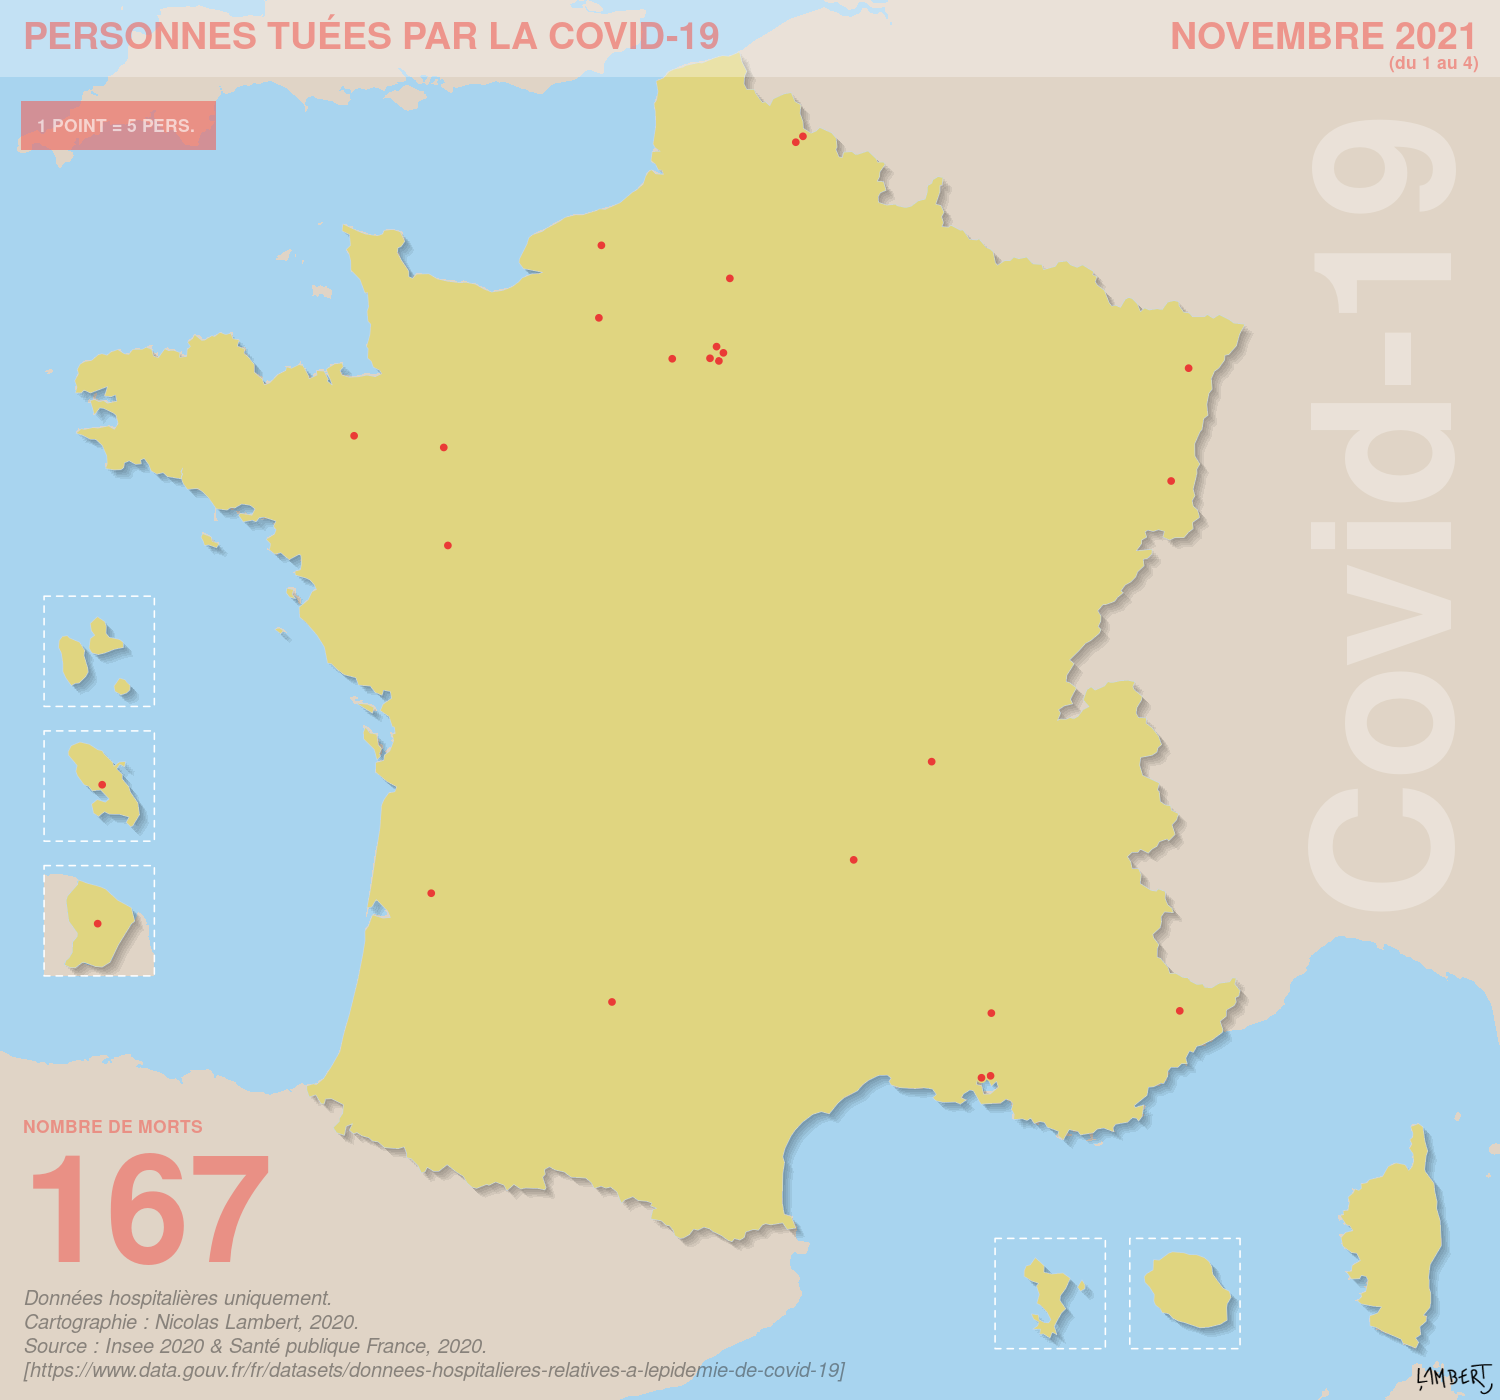 PERSONNES TUÉES PAR LA COVID-19
NOVEMBRE 2021
(du 1 au 4)
1 POINT = 5 PERS.
Covid-19
NOMBRE DE MORTS
167
Données hospitalières uniquement.
Cartographie : Nicolas Lambert, 2020.
Source : Insee 2020 & Santé publique France, 2020.
[https://www.data.gouv.fr/fr/datasets/donnees-hospitalieres-relatives-a-lepidemie-de-covid-19]
LAMBERT